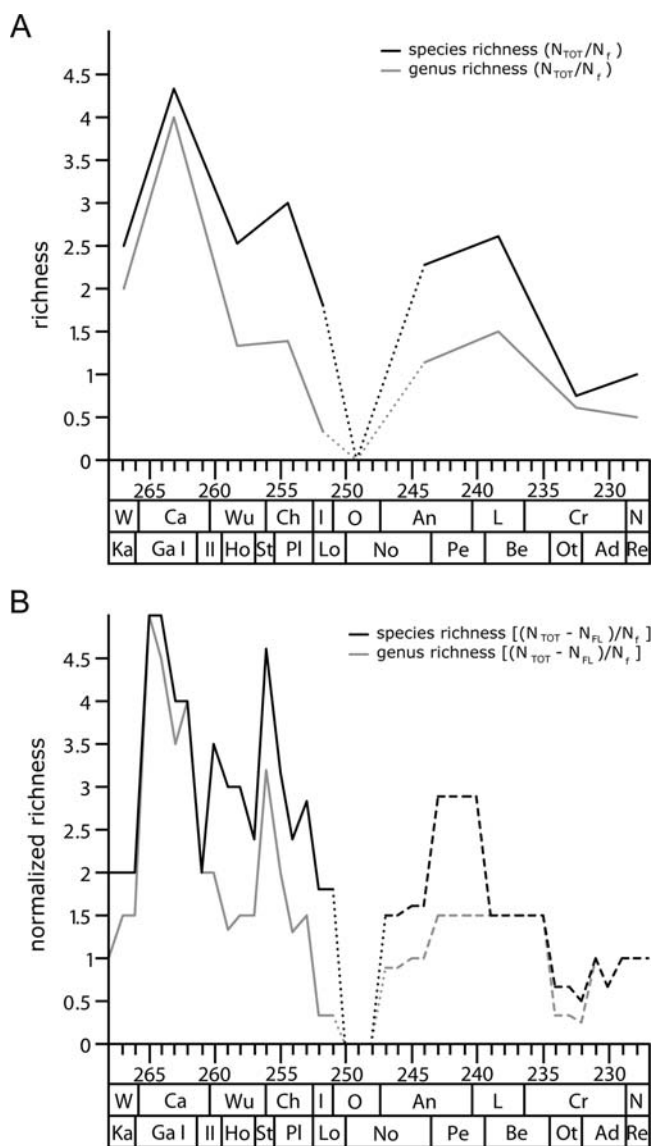 A
species richness (N_TOT/N_f)
genus richness (N_TOT/N_f)
4.5
4
3.5
3
2.5
2
1.5
1
0.5
0
richness
265 260 255 250 245 240 235 230
W Ca Wu Ch I O An L Cr N
Ka Ga I II Ho St Pl Lo No Pe Be Ot Ad Re
B
species richness [(N_TOT - N_FL)/N_f]
genus richness [(N_TOT - N_FL)/N_f]
4.5
4
3.5
3
2.5
2
1.5
1
0.5
0
normalized richness
265 260 255 250 245 240 235 230
W Ca Wu Ch I O An L Cr N
Ka Ga I II Ho St Pl Lo No Pe Be Ot Ad Re